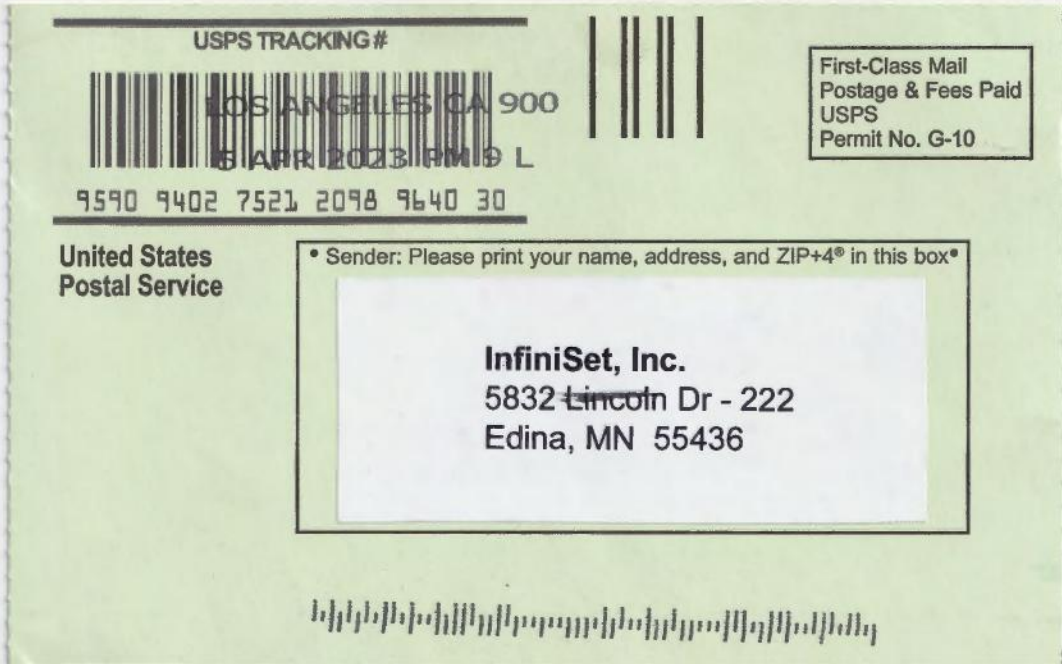 USPS TRACKING #
LOS ANGELES CA 900
5 APR 2023 PM 9 L
9590 9402 7521 2098 9640 30
First-Class Mail
Postage & Fees Paid
USPS
Permit No. G-10
United States
Postal Service
• Sender: Please print your name, address, and ZIP+4® in this box•
InfiniSet, Inc.
5832 Lincoln Dr - 222
Edina, MN 55436